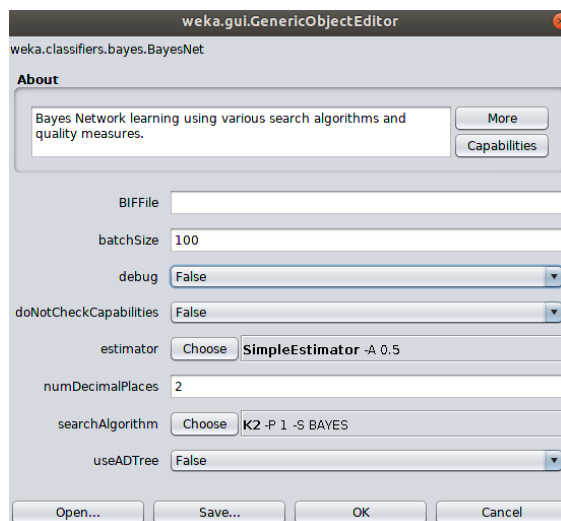 weka.gui.GenericObjectEditor
weka.classifiers.bayes.BayesNet
About
Bayes Network learning using various search algorithms and
quality measures.
More
Capabilities
BIFFile
batchSize 100
debug False
doNotCheckCapabilities False
estimator Choose SimpleEstimator -A 0.5
numDecimalPlaces 2
searchAlgorithm Choose K2 -P 1 -S BAYES
useADTree False
Open... Save... OK Cancel